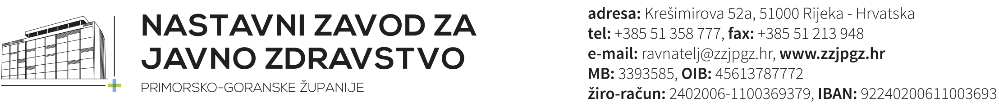 NASTAVNI ZAVOD ZA
JAVNO ZDRAVSTVO
PRIMORSKO-GORANSKE ŽUPANIJE
adresa: Krešimirova 52a, 51000 Rijeka - Hrvatska
tel: +385 51 358 777, fax: +385 51 213 948
e-mail: ravnatelj@zzjpgz.hr, www.zzjpgz.hr
MB: 3393585, OIB: 45613787772
žiro-račun: 2402006-1100369379, IBAN: 92240200611003693